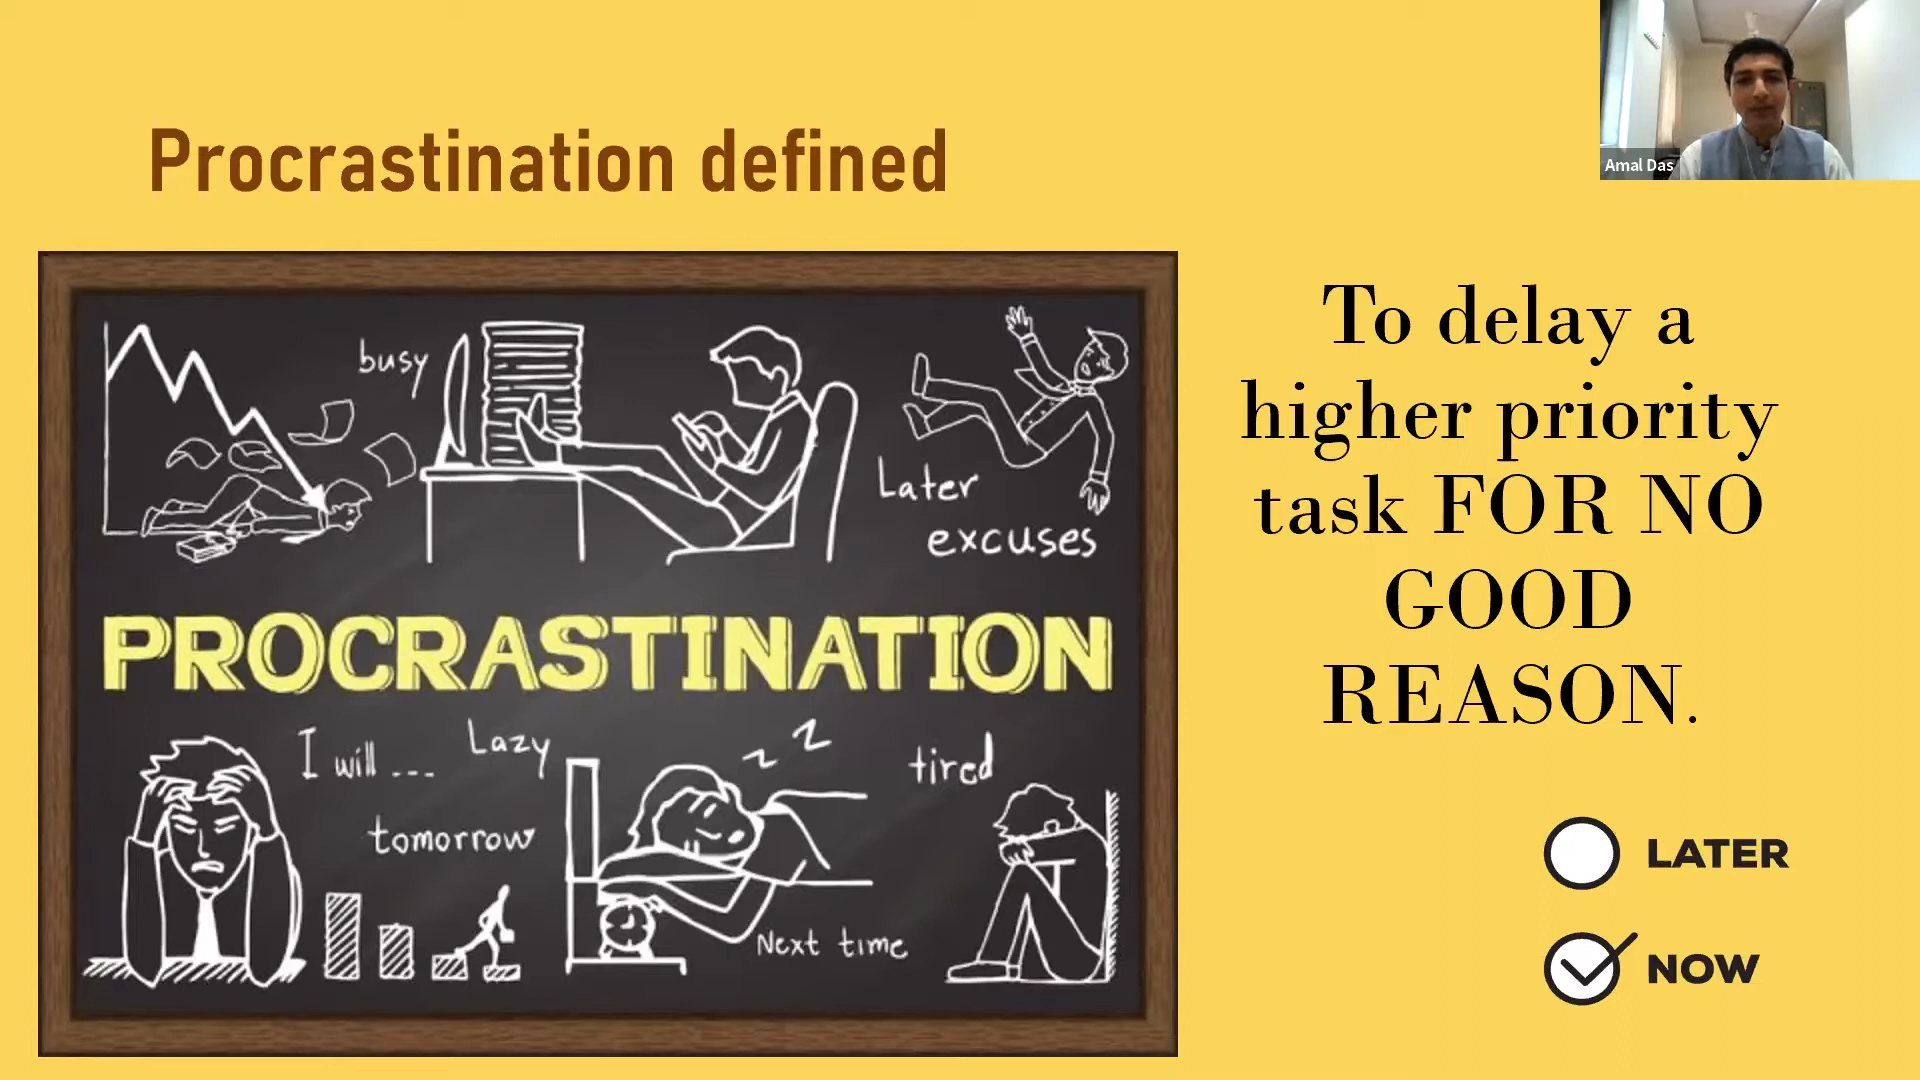 Amal Das
Procrastination defined
busy
Later
excuses
PROCRASTINATION
I will ...
Lazy
tomorrow
tired
Next time
To delay a
higher priority
task FOR NO
GOOD
REASON.
LATER
NOW
z z